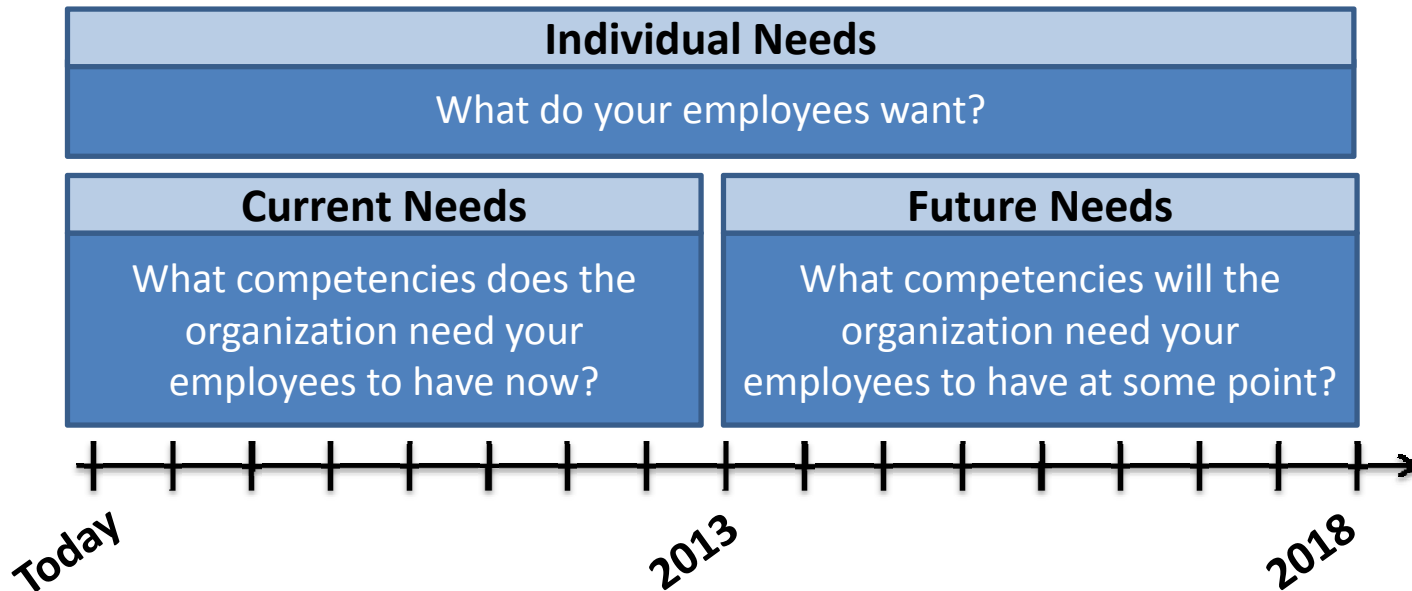 Individual Needs
What do your employees want?
Current Needs
What competencies does the
organization need your
employees to have now?
Future Needs
What competencies will the
organization need your
employees to have at some point?
Today
2013
2018